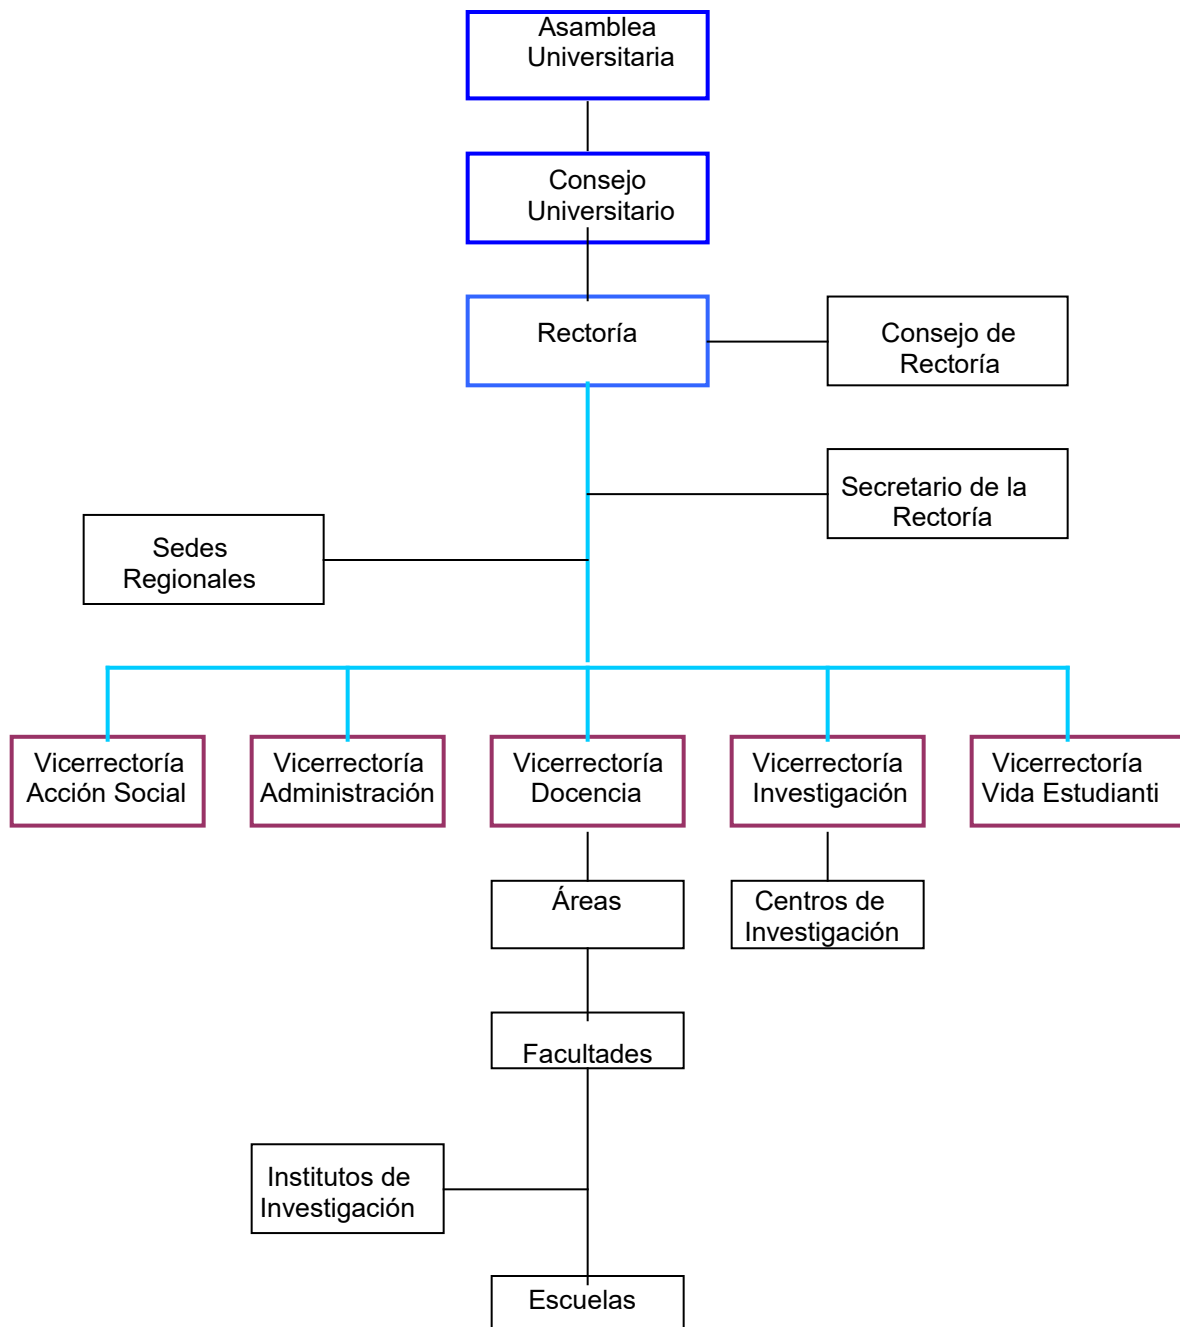 Asamblea
Universitaria
Consejo
Universitario
Rectoría
Consejo de
Rectoría
Secretario de la
Rectoría
Sedes
Regionales
Vicerrectoría
Acción Social
Vicerrectoría
Administración
Vicerrectoría
Docencia
Vicerrectoría
Investigación
Vicerrectoría
Vida Estudianti
Áreas
Centros de
Investigación
Facultades
Institutos de
Investigación
Escuelas